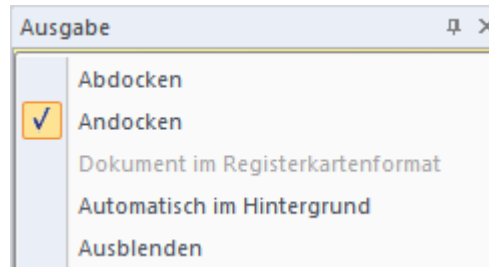 Ausgabe
Abdocken
Andocken
Dokument im Registerkartenformat
Automatisch im Hintergrund
Ausblenden